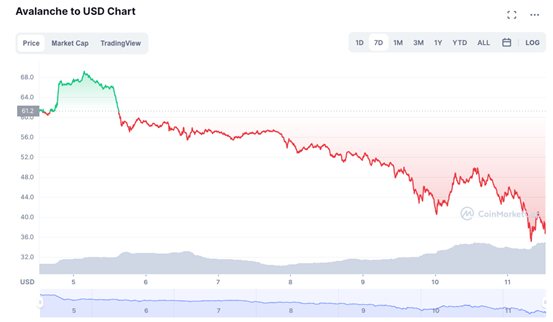 Avalanche to USD Chart
Price Market Cap TradingView
1D 7D 1M 3M 1Y YTD ALL LOG
68.0
64.0
61.2
60.0
56.0
52.0
48.0
44.0
40.0
36.0
32.0
CoinMarket
USD 5 6 7 8 9 10 11
5 6 7 8 9 10 11